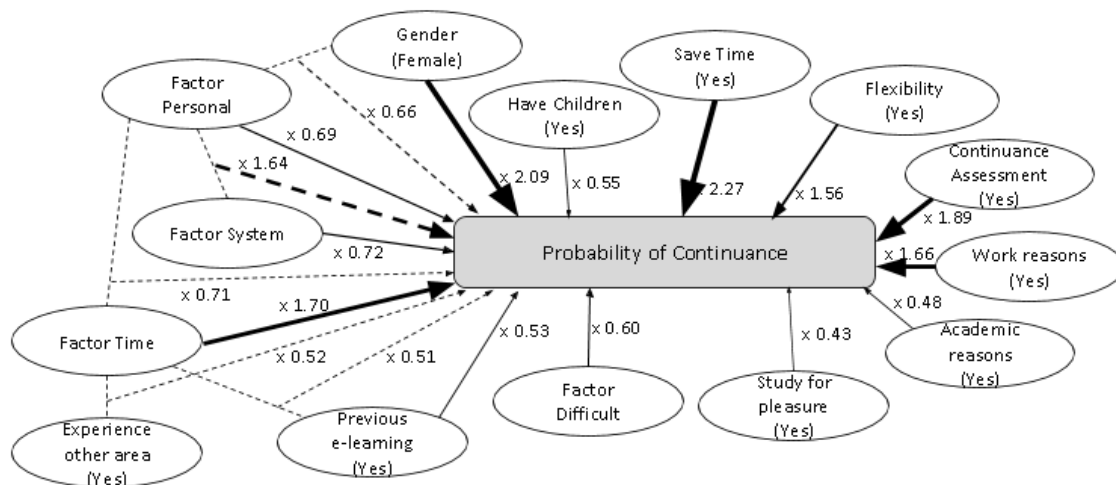 Gender
(Female)
Save Time
(Yes)
Factor
Personal
Flexibility
(Yes)
Have Children
(Yes)
x 0.66
x 0.69
x 1.64
x 2.09
x 0.55
x 2.27
x 1.56
Continuance
Assessment
(Yes)
x 1.89
Factor System
x 0.72
Probability of Continuance
x 1.66
Work reasons
(Yes)
x 0.71
x 1.70
x 0.48
Factor Time
x 0.52
x 0.51
x 0.53
x 0.60
x 0.43
Academic
reasons
(Yes)
Factor
Difficult
Study for
pleasure
(Yes)
Experience
other area
(Yes)
Previous
e-learning
(Yes)